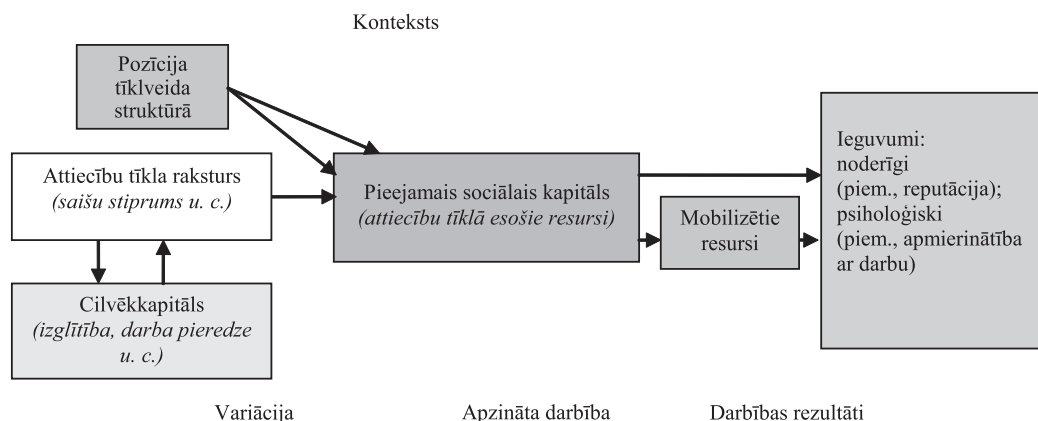 Konteksts
Pozīcija
tīklveida
struktūrā
Attiecību tīkla raksturs
(saišu stiprums u. c.)
Cilvēkkapitāls
(izglītība, darba pieredze
u. c.)
Pieejamais sociālais kapitāls
(attiecību tīklā esošie resursi)
Mobilizētie
resursi
Ieguvumi:
noderīgi
(piem., reputācija);
psiholoģiski
(piem., apmierinātība
ar darbu)
Variācija
Apzināta darbība
Darbības rezultāti